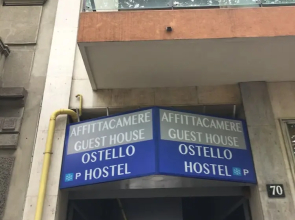 AFFITTACAMERE
GUEST HOUSE
OSTELLO
P HOSTEL
AFFITTACAMERE
GUEST HOUSE
OSTELLO
HOSTEL P
70